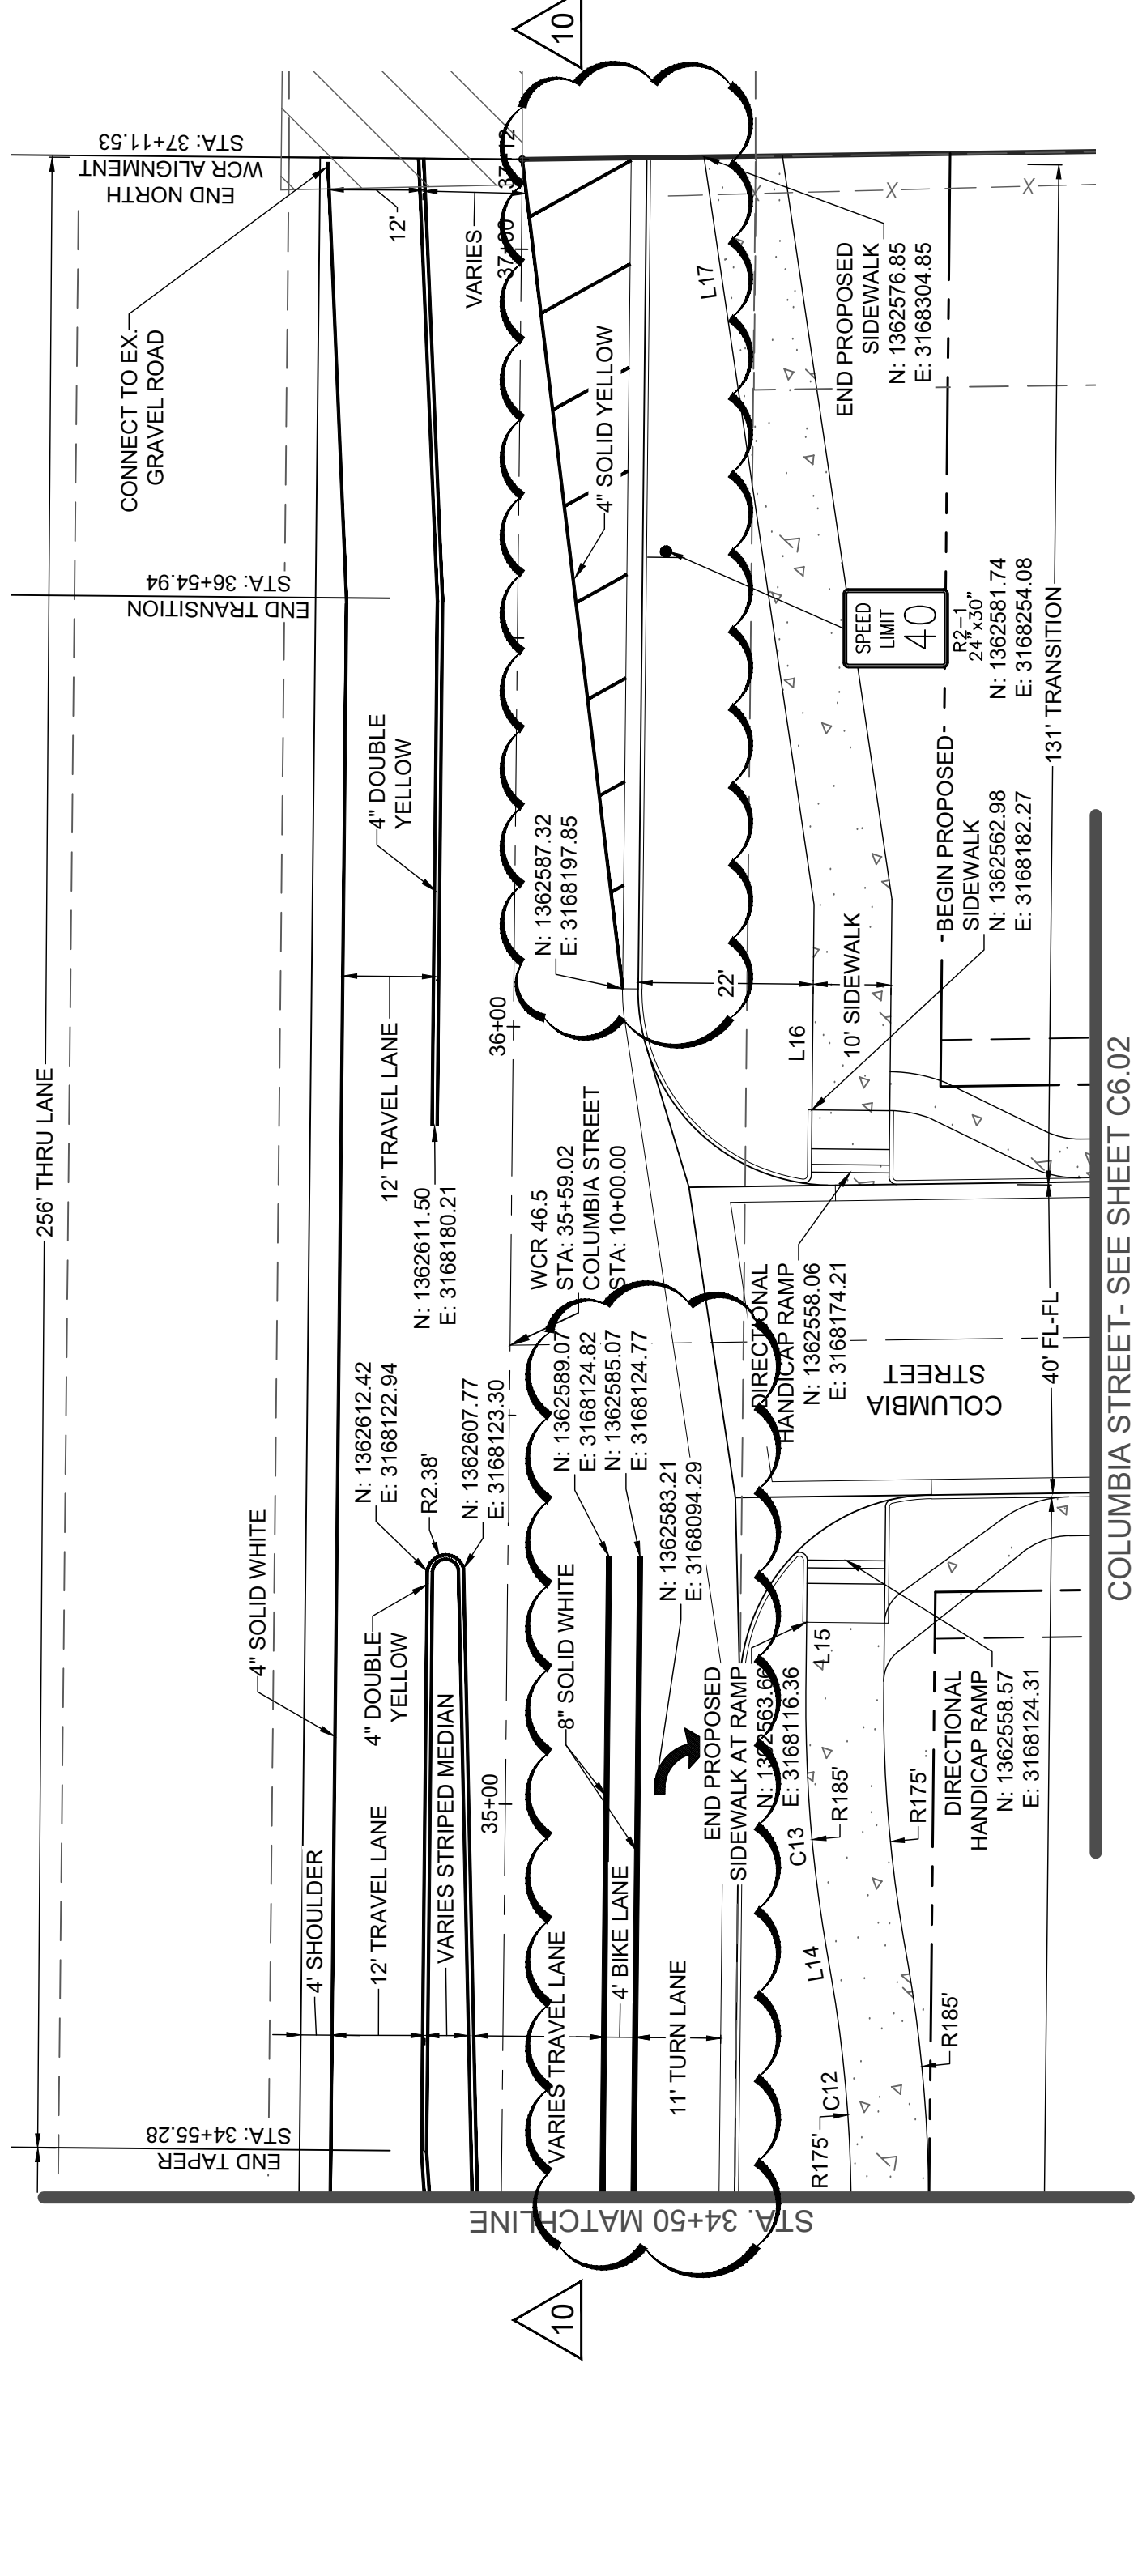 256' THRU LANE
END TAPER
STA: 34+55.28
END TRANSITION
STA: 36+54.94
END NORTH
WCR ALIGNMENT
STA: 37+11.53
CONNECT TO EX.
GRAVEL ROAD
4" SOLID WHITE
4' SHOULDER
12' TRAVEL LANE
VARIES STRIPED MEDIAN
4" DOUBLE
YELLOW
N: 1362612.42
E: 3168122.94
R2.38'
N: 1362607.77
E: 3168123.30
12' TRAVEL LANE
N: 1362611.50
E: 3168180.21
4" DOUBLE
YELLOW
12'
VARIES
35+00
36+00
37+00
37+12
WCR 46.5
STA: 35+59.02
COLUMBIA STREET
STA: 10+00.00
N: 1362589.07
E: 3168124.82
N: 1362585.07
E: 3168124.77
8" SOLID WHITE
VARIES TRAVEL LANE
4' BIKE LANE
11' TURN LANE
N: 1362583.21
E: 3168094.29
N: 1362587.32
E: 3168197.85
4" SOLID YELLOW
22'
END PROPOSED
SIDEWALK AT RAMP
N: 1362563.66
E: 3168116.36
DIRECTIONAL
HANDICAP RAMP
N: 1362558.06
E: 3168174.21
L17
L16
10' SIDEWALK
L15
C13
R185'
L14
R175'
C12
R175'
R185'
DIRECTIONAL
HANDICAP RAMP
N: 1362558.57
E: 3168124.31
COLUMBIA
STREET
BEGIN PROPOSED
SIDEWALK
N: 1362562.98
E: 3168182.27
SPEED
LIMIT
40
R2-1
24"x30"
N: 1362581.74
E: 3168254.08
END PROPOSED
SIDEWALK
N: 1362576.85
E: 3168304.85
X
X
X
40' FL-FL
131' TRANSITION
STA. 34+50 MATCHLINE
COLUMBIA STREET- SEE SHEET C6.02
10
10